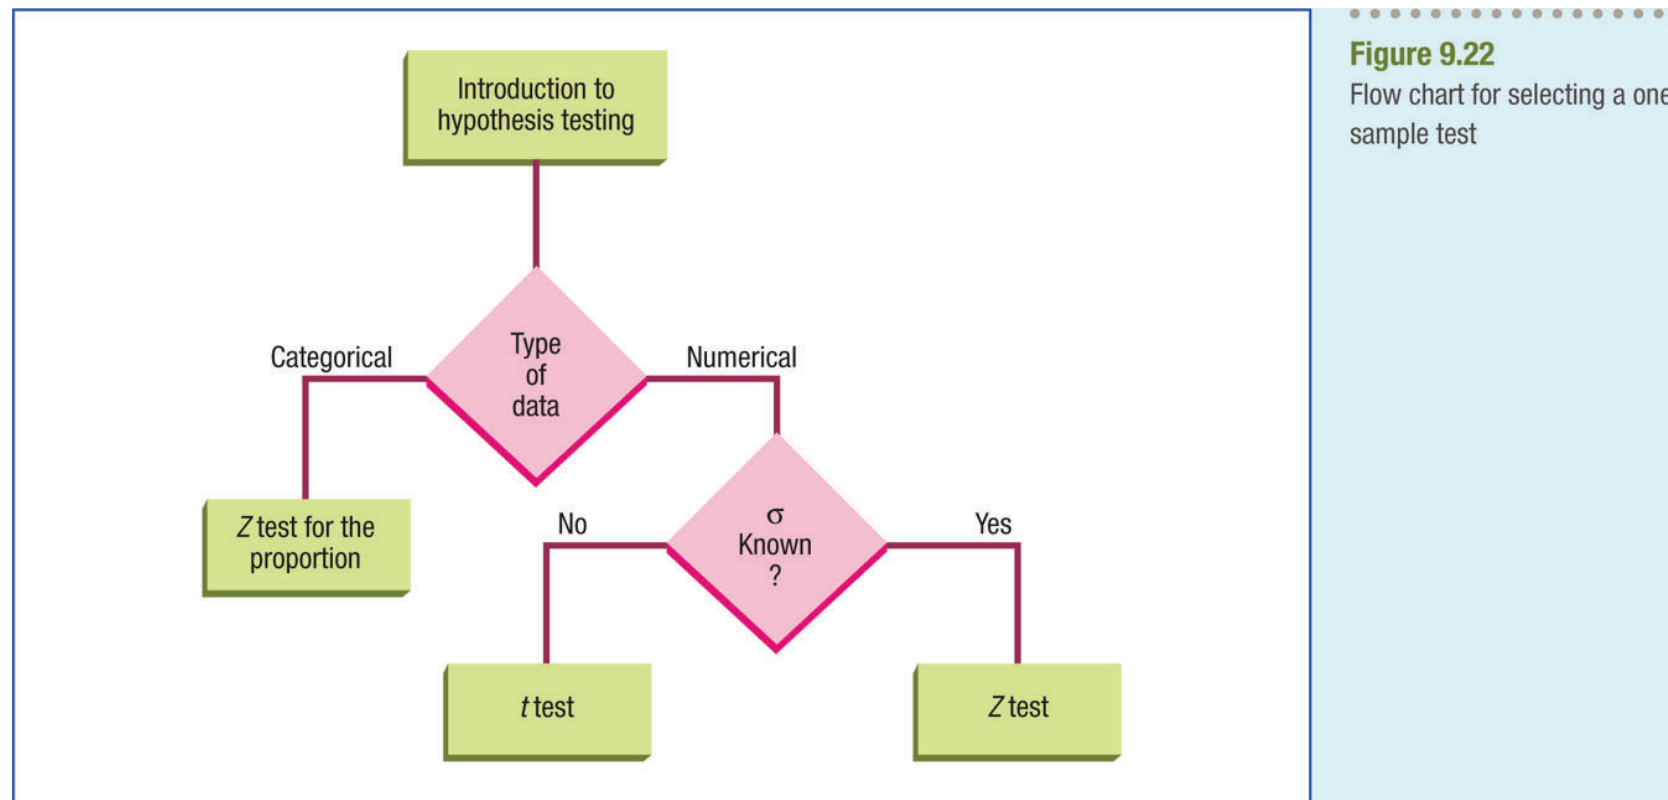 Introduction to
hypothesis testing
Type
of
data
Categorical
Numerical
Z test for the
proportion
σ
Known
?
No
Yes
t test
Z test
Figure 9.22
Flow chart for selecting a one
sample test